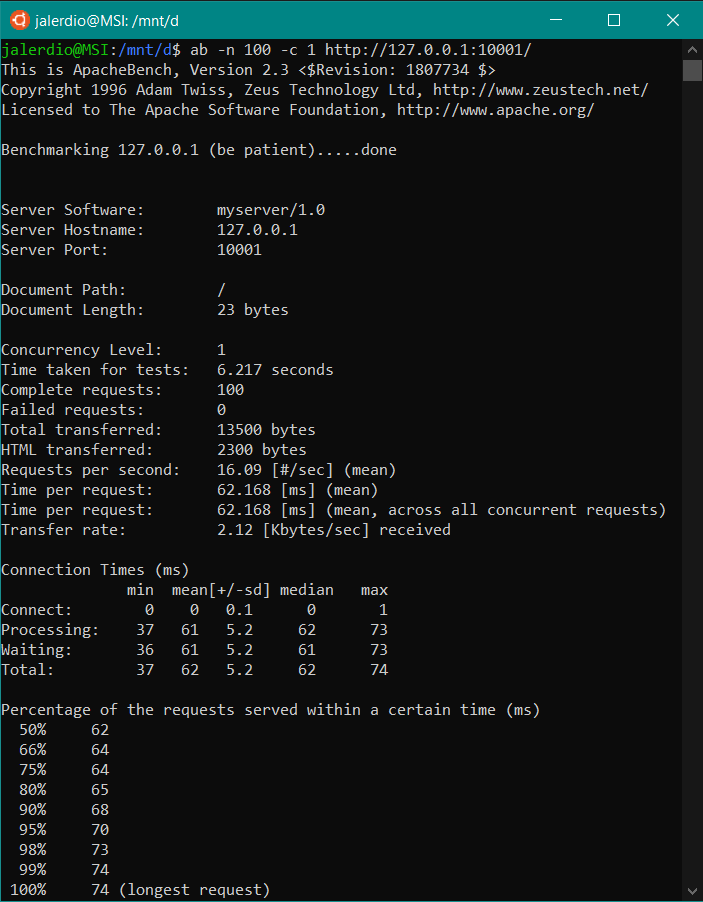 jalerdio@MSI: /mnt/d
jalerdio@MSI:/mnt/d$ ab -n 100 -c 1 http://127.0.0.1:10001/
This is ApacheBench, Version 2.3 <$Revision: 1807734 $>
Copyright 1996 Adam Twiss, Zeus Technology Ltd, http://www.zeustech.net/
Licensed to The Apache Software Foundation, http://www.apache.org/

Benchmarking 127.0.0.1 (be patient).....done


Server Software:        myserver/1.0
Server Hostname:        127.0.0.1
Server Port:            10001

Document Path:          /
Document Length:        23 bytes

Concurrency Level:      1
Time taken for tests:   6.217 seconds
Complete requests:      100
Failed requests:        0
Total transferred:      13500 bytes
HTML transferred:       2300 bytes
Requests per second:    16.09 [#/sec] (mean)
Time per request:       62.168 [ms] (mean)
Time per request:       62.168 [ms] (mean, across all concurrent requests)
Transfer rate:          2.12 [Kbytes/sec] received

Connection Times (ms)
              min  mean[+/-sd] median   max
Connect:        0    0   0.1      0       1
Processing:    37   61   5.2     62      73
Waiting:       36   61   5.2     61      73
Total:         37   62   5.2     62      74

Percentage of the requests served within a certain time (ms)
  50%     62
  66%     64
  75%     64
  80%     65
  90%     68
  95%     70
  98%     73
  99%     74
 100%     74 (longest request)